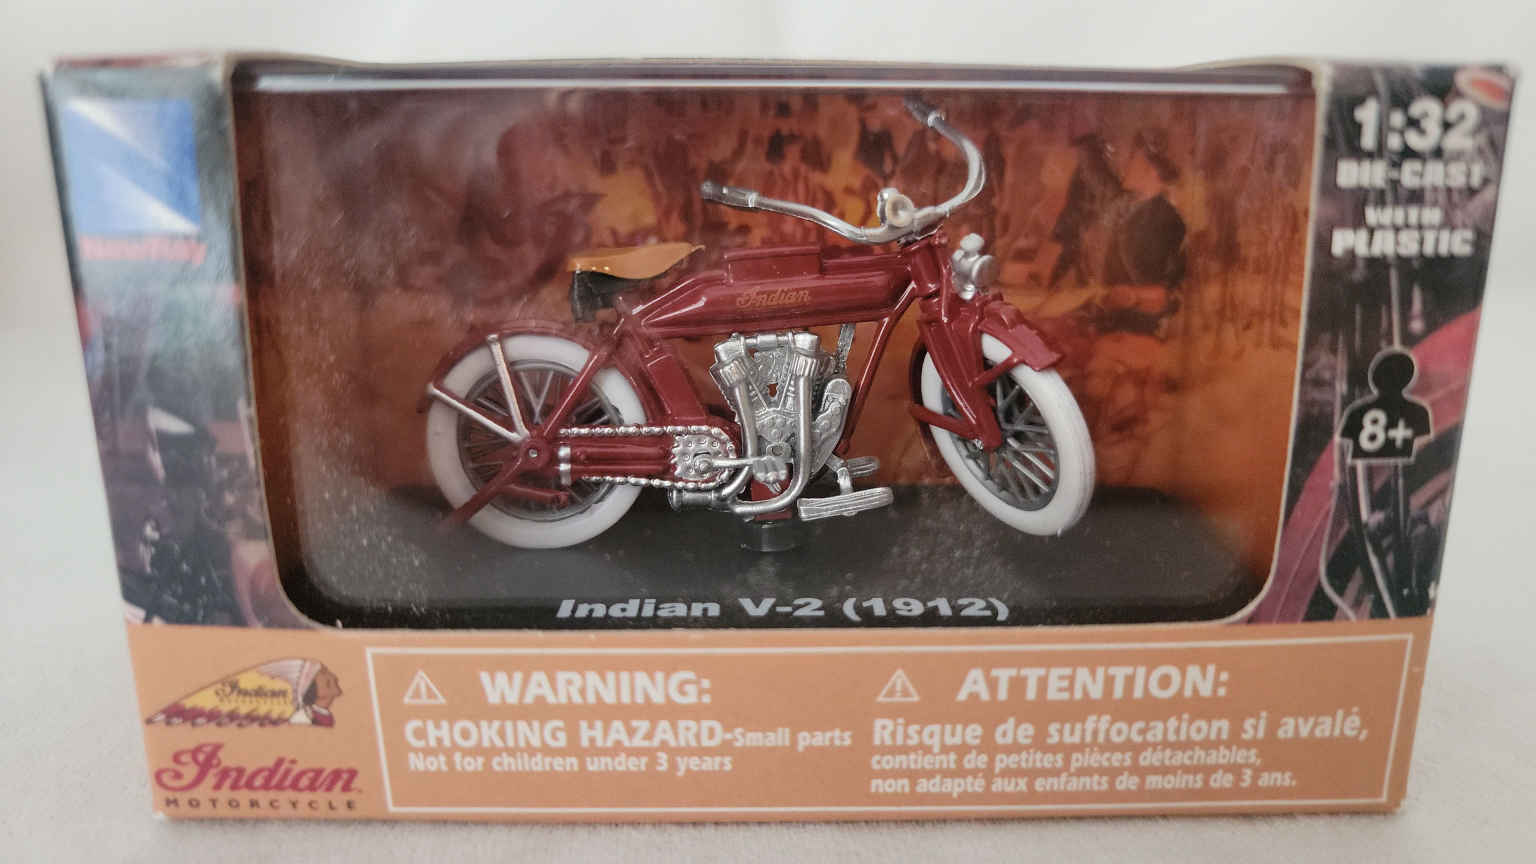 NewRay
1:32
DIE-CAST
WITH
PLASTIC
8+
Indian
Indian V-2 (1912)
Indian
MOTORCYCLE
Indian
MOTORCYCLE
WARNING:
CHOKING HAZARD-Small parts
Not for children under 3 years
ATTENTION:
Risque de suffocation si avalé,
contient de petites pièces détachables,
non adapté aux enfants de moins de 3 ans.